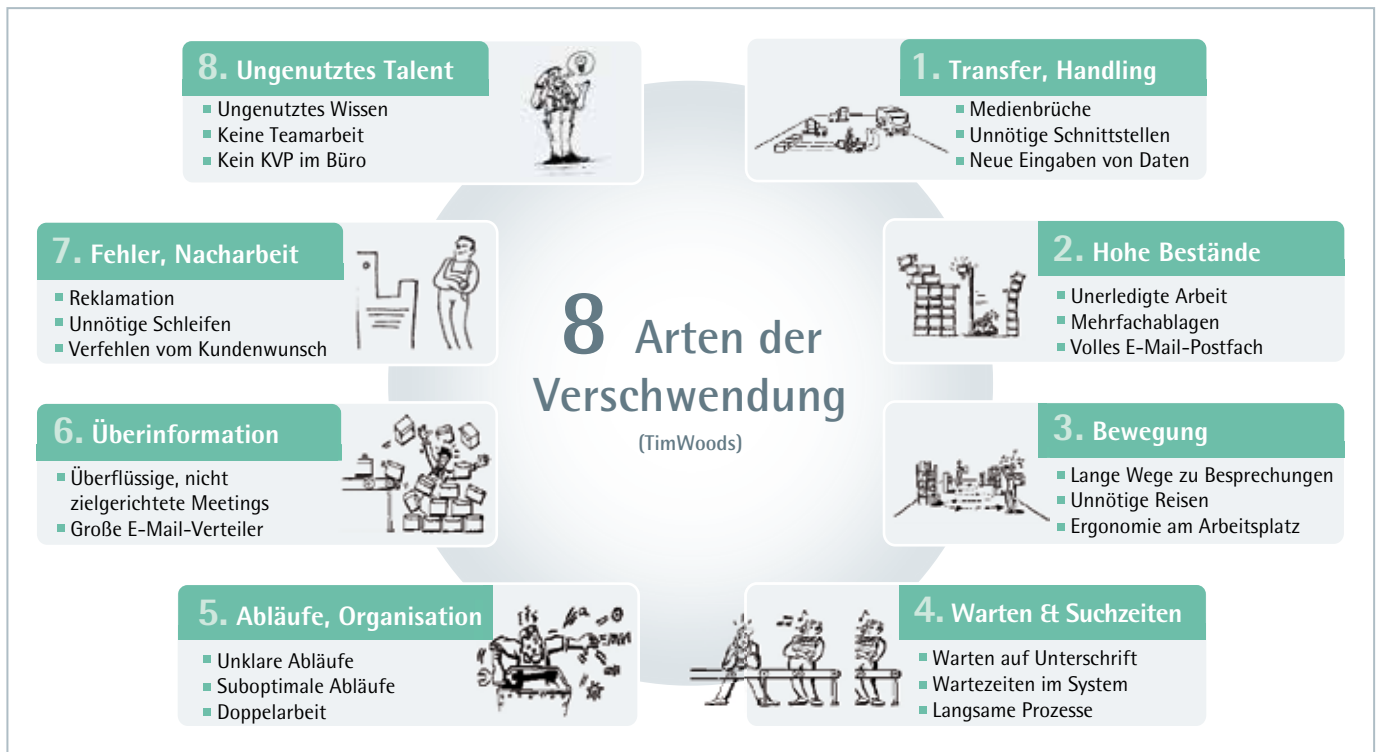 8 Arten der
Verschwendung
(TimWoods)
1. Transfer, Handling
Medienbrüche
Unnötige Schnittstellen
Neue Eingaben von Daten
2. Hohe Bestände
Unerledigte Arbeit
Mehrfachablagen
Volles E-Mail-Postfach
3. Bewegung
Lange Wege zu Besprechungen
Unnötige Reisen
Ergonomie am Arbeitsplatz
4. Warten & Suchzeiten
Warten auf Unterschrift
Wartezeiten im System
Langsame Prozesse
5. Abläufe, Organisation
Unklare Abläufe
Suboptimale Abläufe
Doppelarbeit
6. Überinformation
Überflüssige, nicht
zielgerichtete Meetings
Große E-Mail-Verteiler
7. Fehler, Nacharbeit
Reklamation
Unnötige Schleifen
Verfehlen vom Kundenwunsch
8. Ungenutztes Talent
Ungenutztes Wissen
Keine Teamarbeit
Kein KVP im Büro